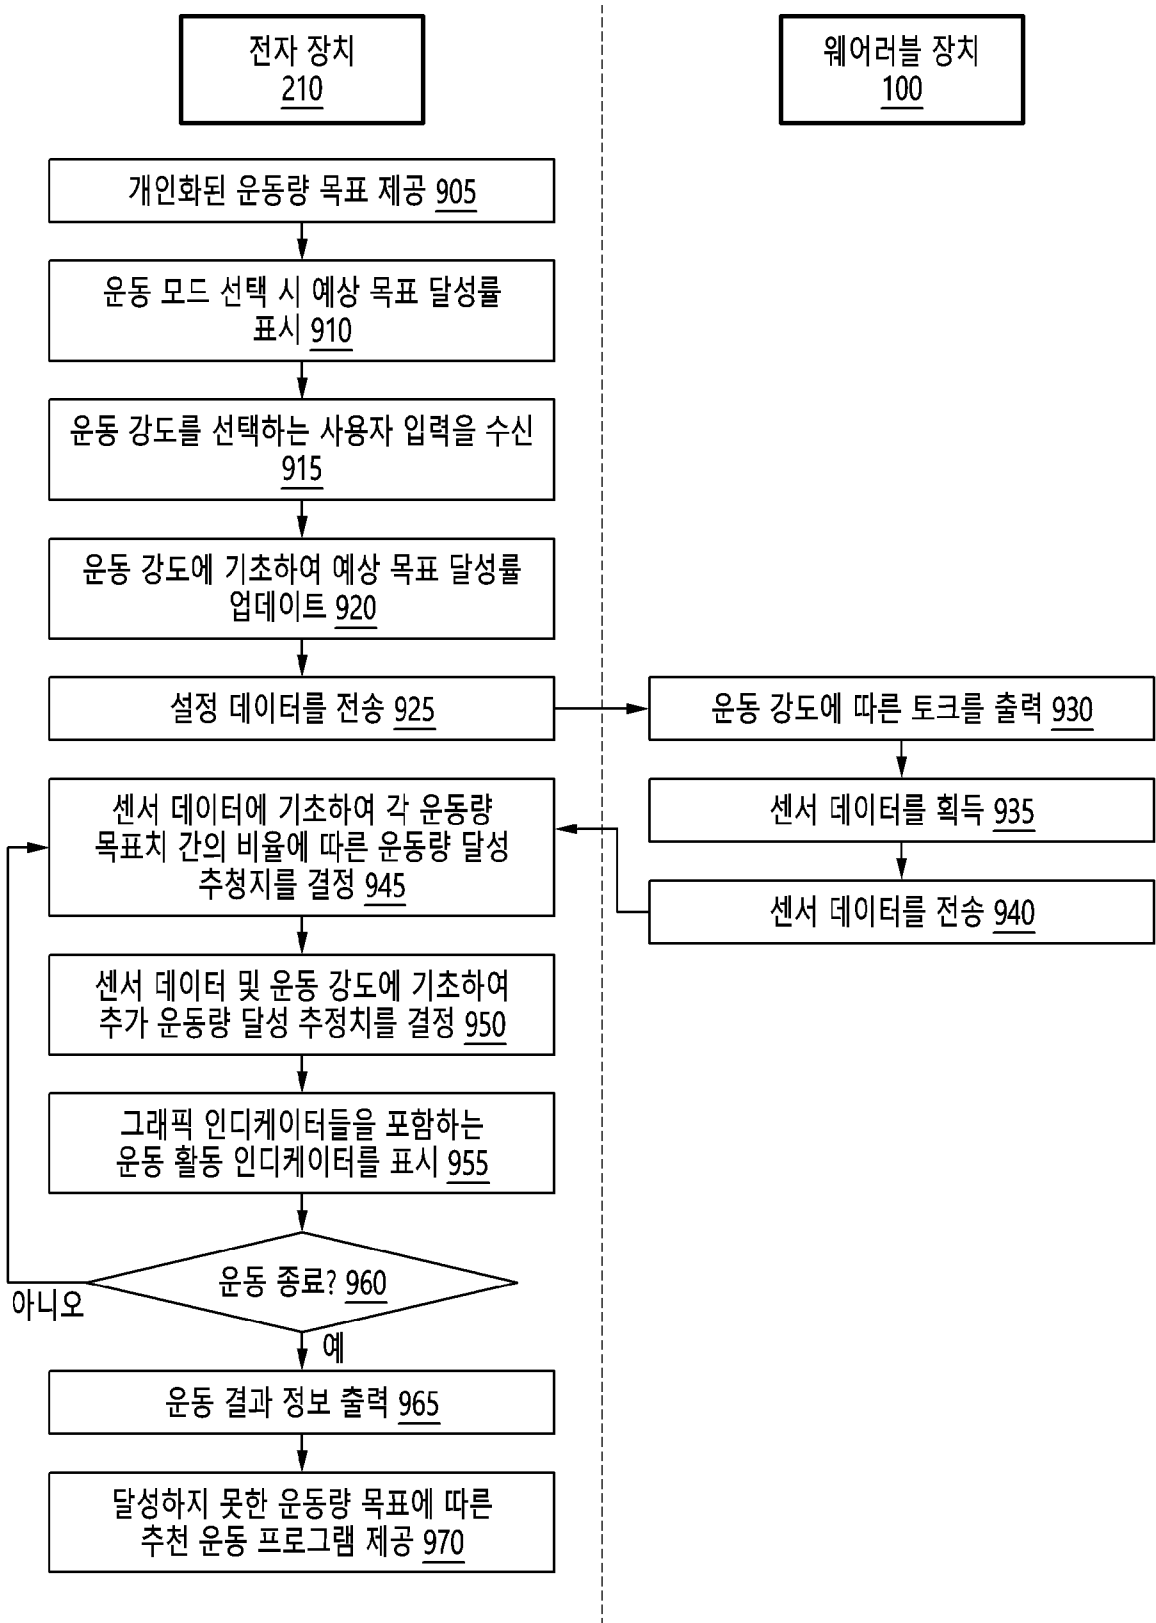 전자 장치
210
웨어러블 장치
100
개인화된 운동량 목표 제공 905
운동 모드 선택 시 예상 목표 달성률
표시 910
운동 강도를 선택하는 사용자 입력을 수신
915
운동 강도에 기초하여 예상 목표 달성률
업데이트 920
설정 데이터를 전송 925
운동 강도에 따른 토크를 출력 930
센서 데이터를 획득 935
센서 데이터를 전송 940
센서 데이터에 기초하여 각 운동량
목표치 간의 비율에 따른 운동량 달성
추청지를 결정 945
센서 데이터 및 운동 강도에 기초하여
추가 운동량 달성 추정치를 결정 950
그래픽 인디케이터들을 포함하는
운동 활동 인디케이터를 표시 955
운동 종료? 960
아니오
예
운동 결과 정보 출력 965
달성하지 못한 운동량 목표에 따른
추천 운동 프로그램 제공 970